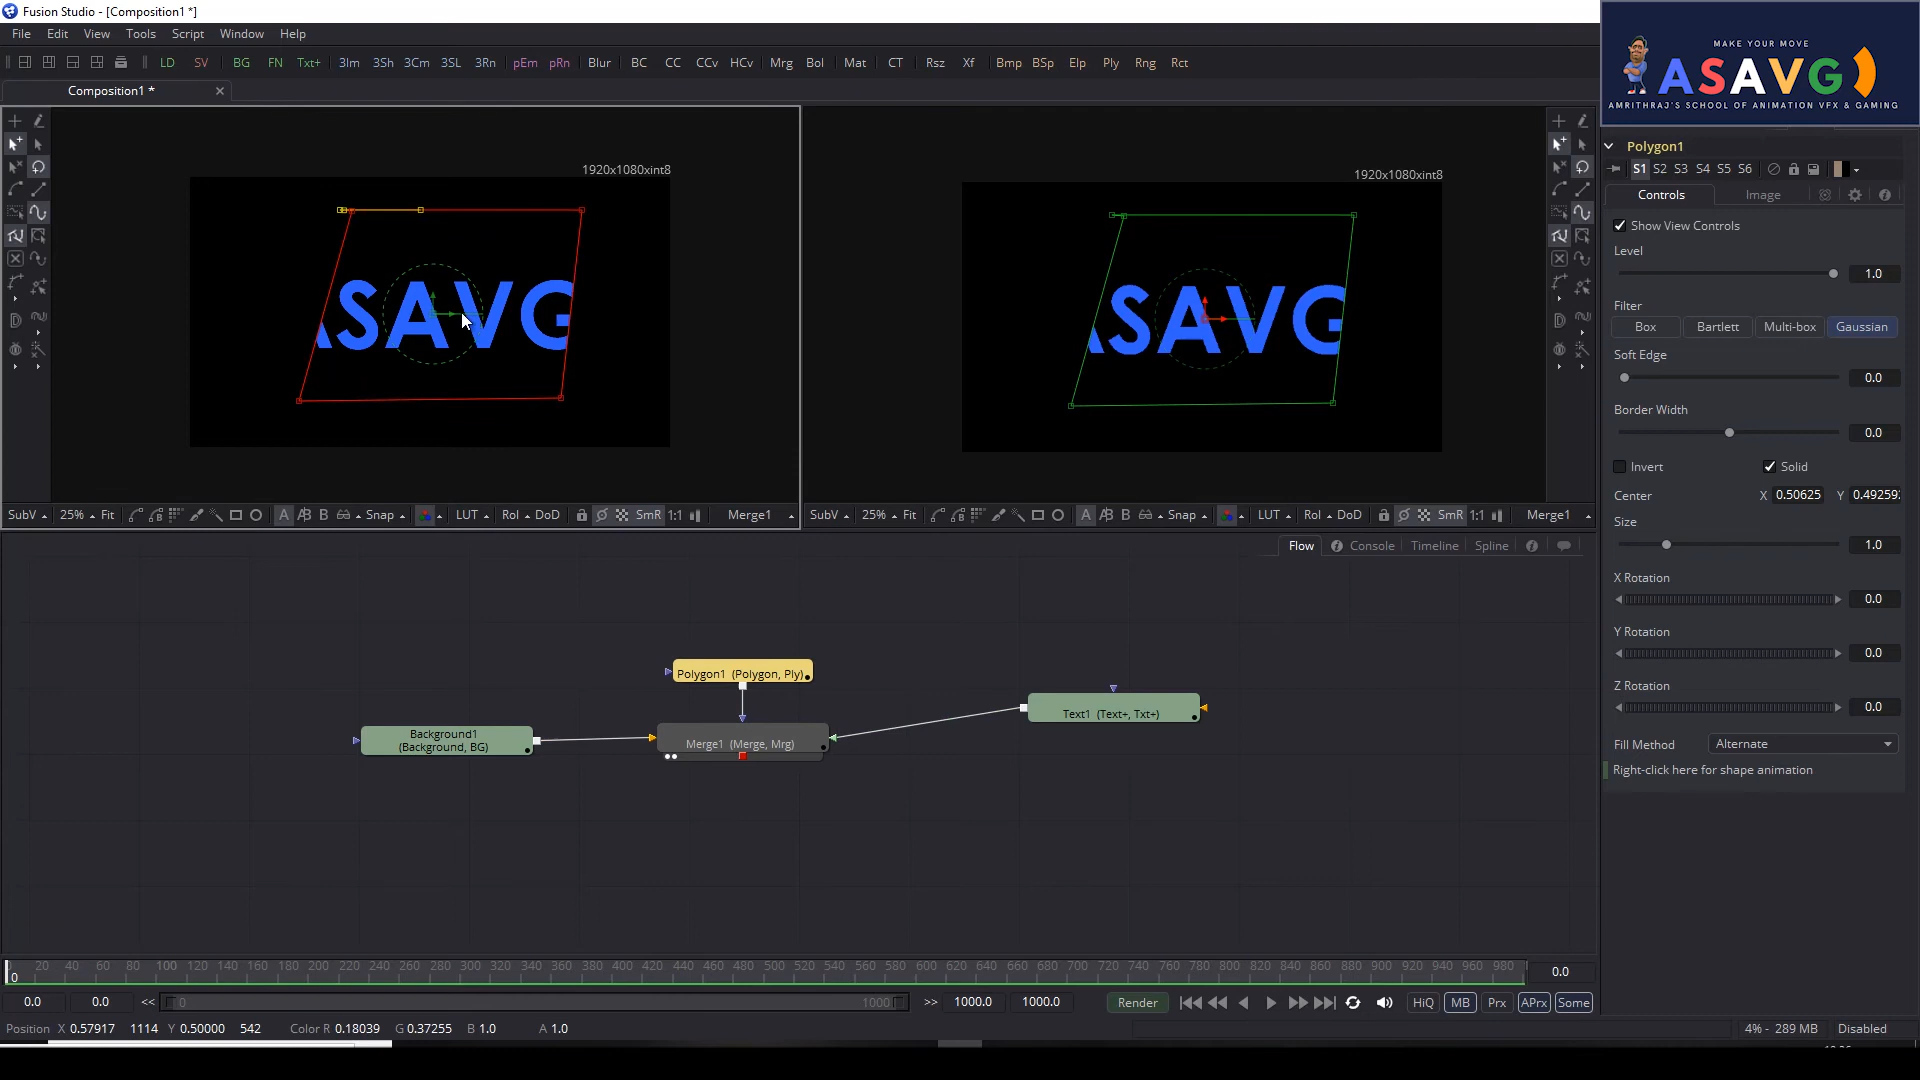 Fusion Studio - [Composition1 *]
File Edit View Tools Script Window Help
LD SV BG FN Txt+ 3Im 3Sh 3Cm 3SL 3Rn pEm pRn Blur BC CC CCv HCv Mrg Bol Mat CT Rsz Xf Bmp BSp Elp Ply Rng Rct
Composition1 *
MAKE YOUR MOVE
ASAVG
AMRITHRAJ'S SCHOOL OF ANIMATION VFX & GAMING
1920x1080xint8
ASAVG
1920x1080xint8
ASAVG
SubV 25% Fit A B Snap LUT RoI DoD SmR 1:1 Merge1
SubV 25% Fit A B Snap LUT RoI DoD SmR 1:1 Merge1
Flow Console Timeline Spline
Polygon1 (Polygon, Ply)
Text1 (Text+, Txt+)
Background1
(Background, BG)
Merge1 (Merge, Mrg)
Polygon1
S1 S2 S3 S4 S5 S6
Controls Image
Show View Controls
Level
1.0
Filter
Box Bartlett Multi-box Gaussian
Soft Edge
0.0
Border Width
0.0
Invert Solid
Center X 0.50625 Y 0.49259
Size
1.0
X Rotation
0.0
Y Rotation
0.0
Z Rotation
0.0
Fill Method Alternate
Right-click here for shape animation
0 20 40 60 80 100 120 140 160 180 200 220 240 260 280 300 320 340 360 380 400 420 440 460 480 500 520 540 560 580 600 620 640 660 680 700 720 740 760 780 800 820 840 860 880 900 920 940 960 980
0.0
0.0 0.0 << 0 1000 >> 1000.0 1000.0 Render HiQ MB Prx APrx Some
Position X 0.57917 1114 Y 0.50000 542 Color R 0.18039 G 0.37255 B 1.0 A 1.0
4% - 289 MB Disabled